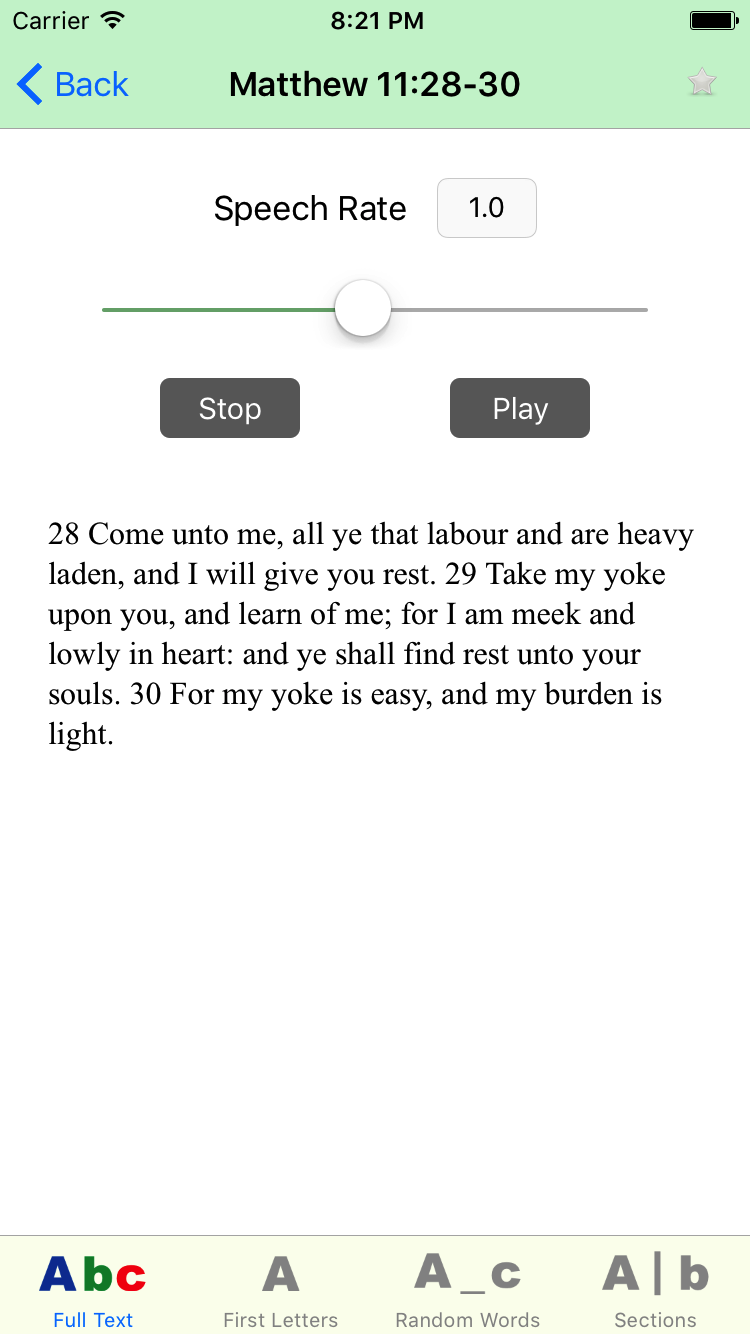 Carrier 8:21 PM
Back Matthew 11:28-30
Speech Rate 1.0
Stop Play
28 Come unto me, all ye that labour and are heavy
laden, and I will give you rest. 29 Take my yoke
upon you, and learn of me; for I am meek and
lowly in heart: and ye shall find rest unto your
souls. 30 For my yoke is easy, and my burden is
light.
Abc A A_c A|b
Full Text First Letters Random Words Sections